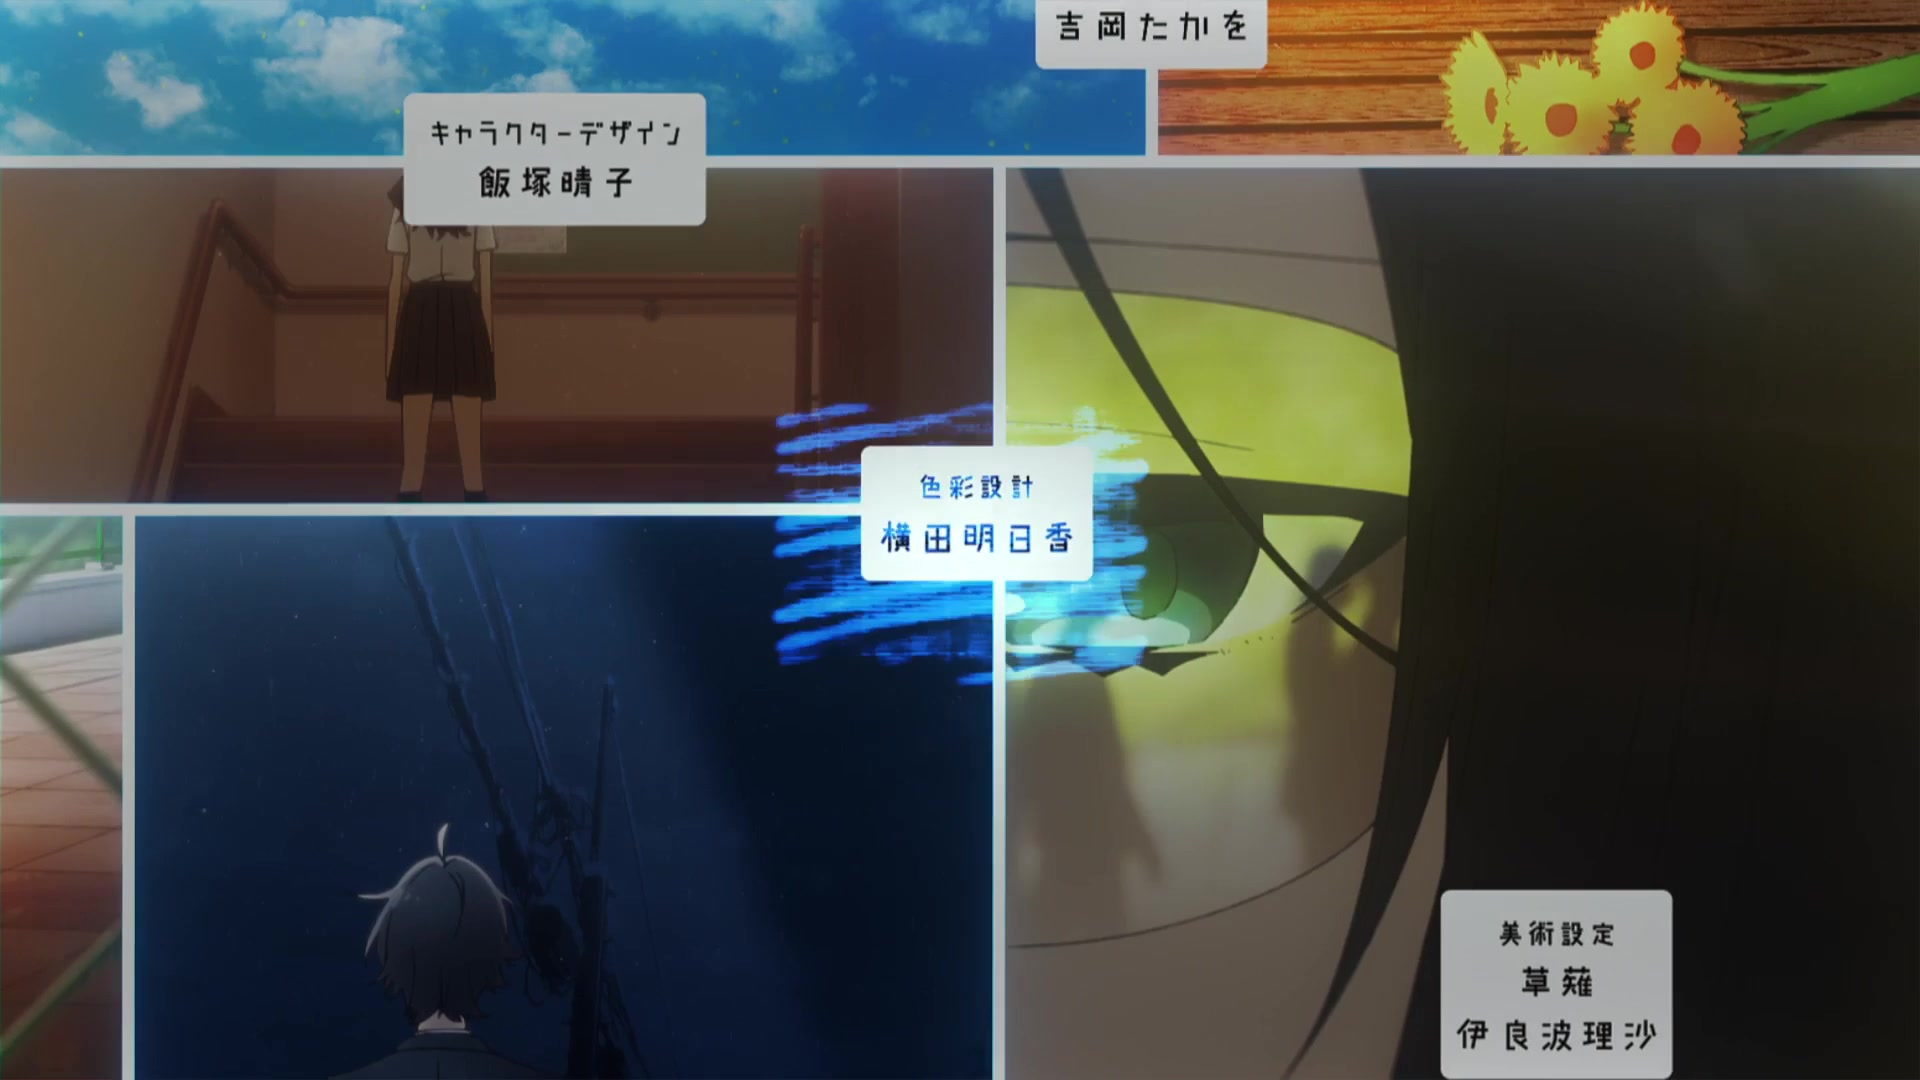 吉岡たかを
キャラクターデザイン
飯塚晴子
色彩設計
横田明日香
美術設定
草薙
伊良波理沙